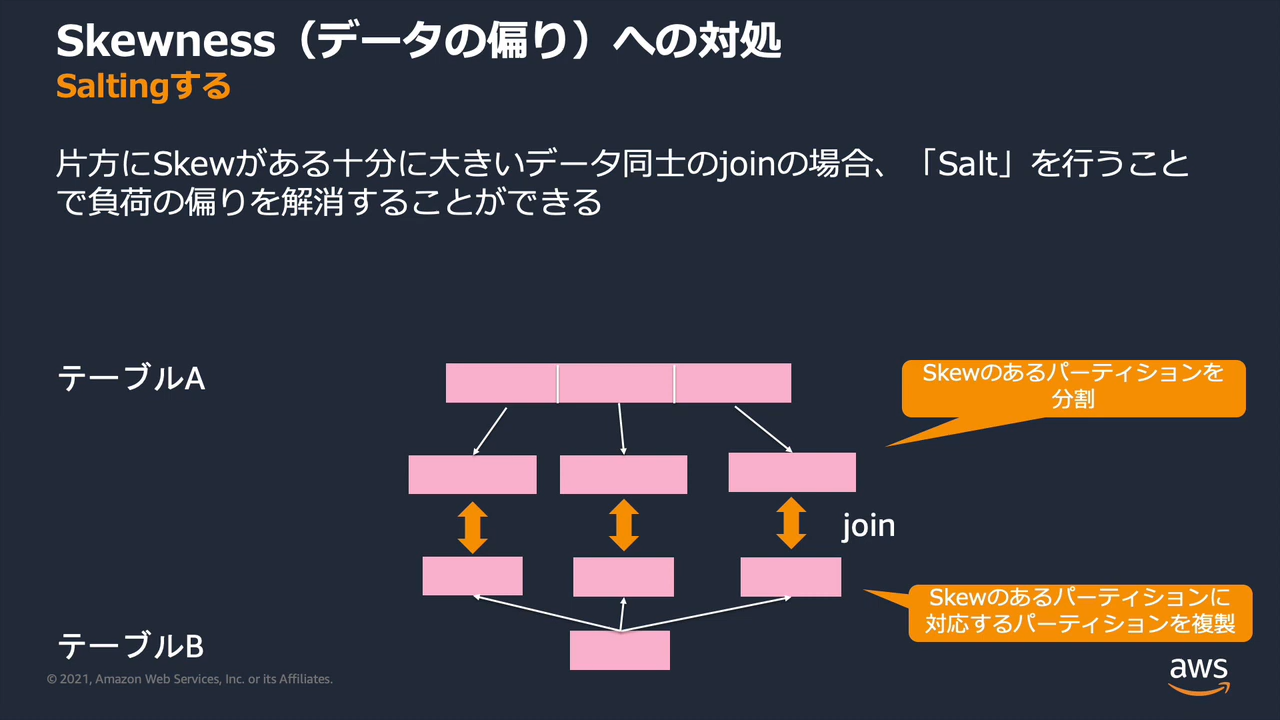 Skewness（データの偏り）への対処
Saltingする
片方にSkewがある十分に大きいデータ同士のjoinの場合、「Salt」を行うこと
で負荷の偏りを解消することができる
テーブルA
Skewのあるパーティションを
分割
join
Skewのあるパーティションに
対応するパーティションを複製
テーブルB
© 2021, Amazon Web Services, Inc. or its Affiliates.
aws